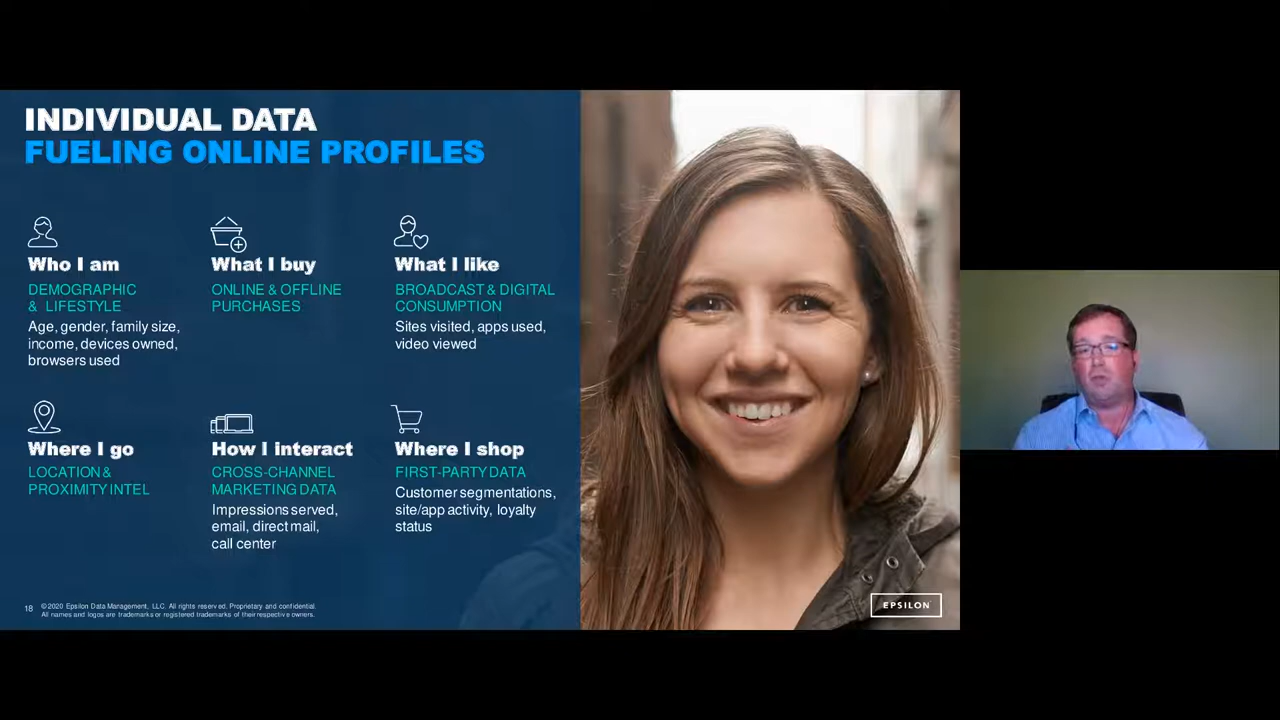 INDIVIDUAL DATA
FUELING ONLINE PROFILES
Who I am
DEMOGRAPHIC
& LIFESTYLE
Age, gender, family size,
income, devices owned,
browsers used
What I buy
ONLINE & OFFLINE
PURCHASES
What I like
BROADCAST & DIGITAL
CONSUMPTION
Sites visited, apps used,
video viewed
Where I go
LOCATION &
PROXIMITY INTEL
How I interact
CROSS-CHANNEL
MARKETING DATA
Impressions served,
email, direct mail,
call center
Where I shop
FIRST-PARTY DATA
Customer segmentations,
site/app activity, loyalty
status
18
©2020 Epsilon Data Management, LLC. All rights reserved. Proprietary and confidential.
All names and logos are trademarks or registered trademarks of their respective owners.
EPSILON